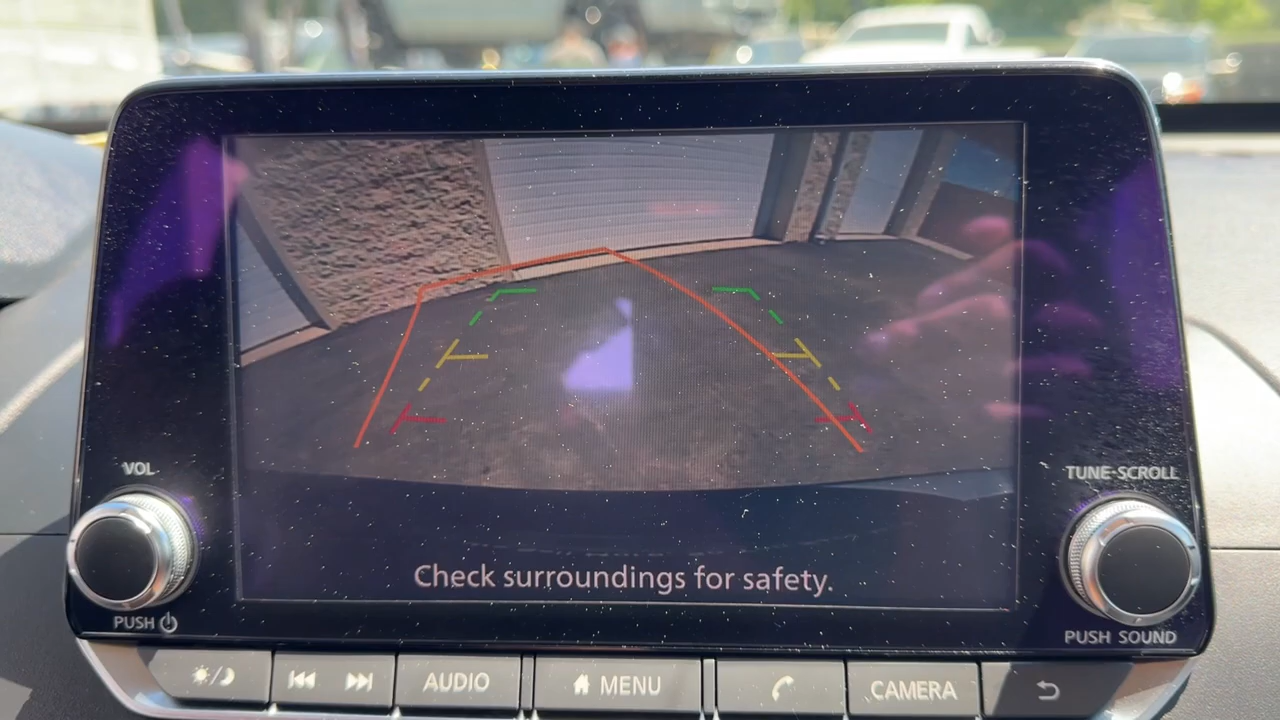 Check surroundings for safety.
VOL
TUNE·SCROLL
PUSH
PUSH SOUND
AUDIO
MENU
CAMERA